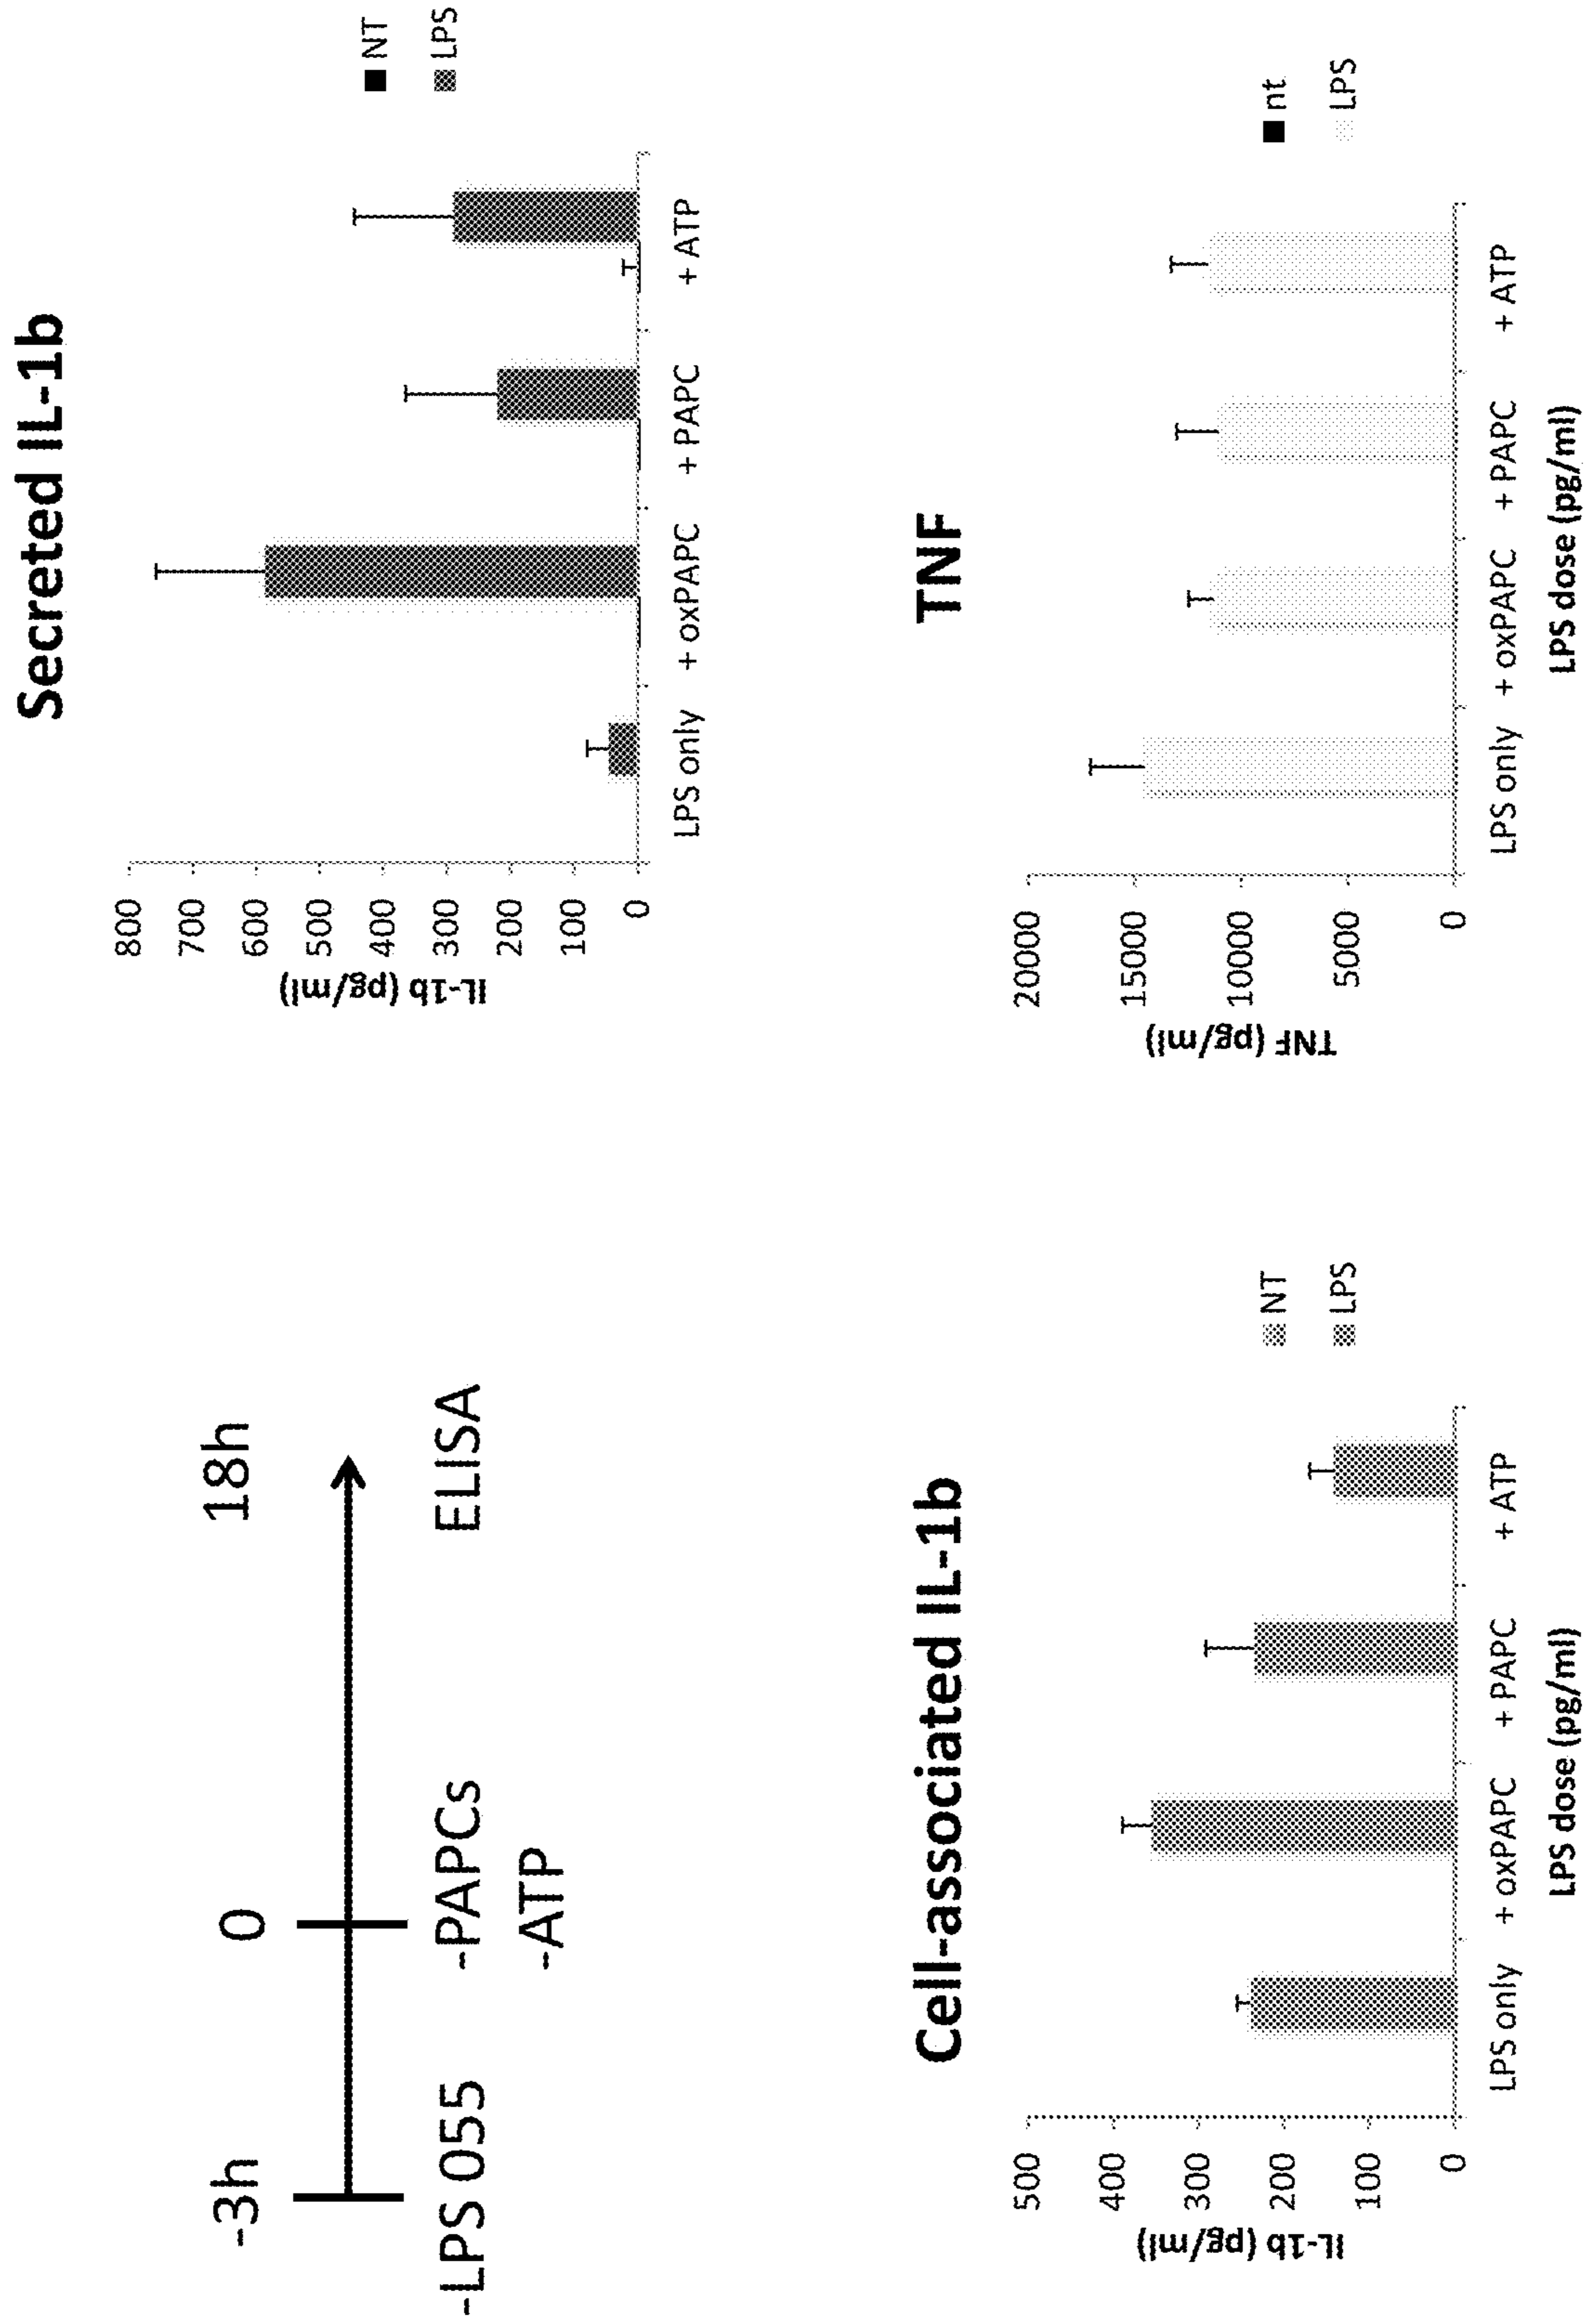 -3h
0
18h
-LPS 055
-PAPCs
ELISA
-ATP
Secreted IL-1b
IL-1b (pg/ml)
800
700
600
500
400
300
200
100
0
LPS only
+ oxPAPC
+ PAPC
+ ATP
NT
LPS
Cell-associated IL-1b
IL-1b (pg/ml)
500
400
300
200
100
0
LPS only
+ oxPAPC
+ PAPC
+ ATP
LPS dose (pg/ml)
NT
LPS
TNF
TNF (pg/ml)
20000
15000
10000
5000
0
LPS only
+ oxPAPC
+ PAPC
+ ATP
LPS dose (pg/ml)
nt
LPS